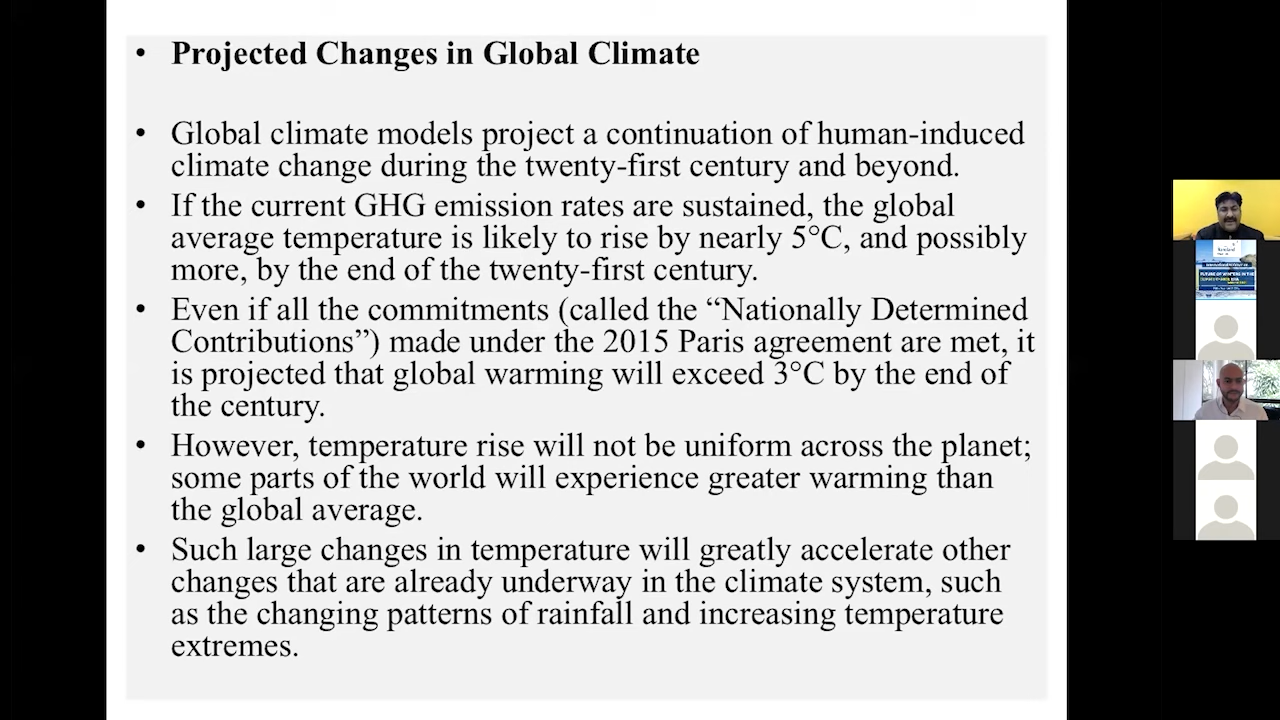 • Projected Changes in Global Climate
• Global climate models project a continuation of human-induced
climate change during the twenty-first century and beyond.
• If the current GHG emission rates are sustained, the global
average temperature is likely to rise by nearly 5°C, and possibly
more, by the end of the twenty-first century.
• Even if all the commitments (called the “Nationally Determined
Contributions”) made under the 2015 Paris agreement are met, it
is projected that global warming will exceed 3°C by the end of
the century.
• However, temperature rise will not be uniform across the planet;
some parts of the world will experience greater warming than
the global average.
• Such large changes in temperature will greatly accelerate other
changes that are already underway in the climate system, such
as the changing patterns of rainfall and increasing temperature
extremes.
FUTURE OF WINTERS IN THE